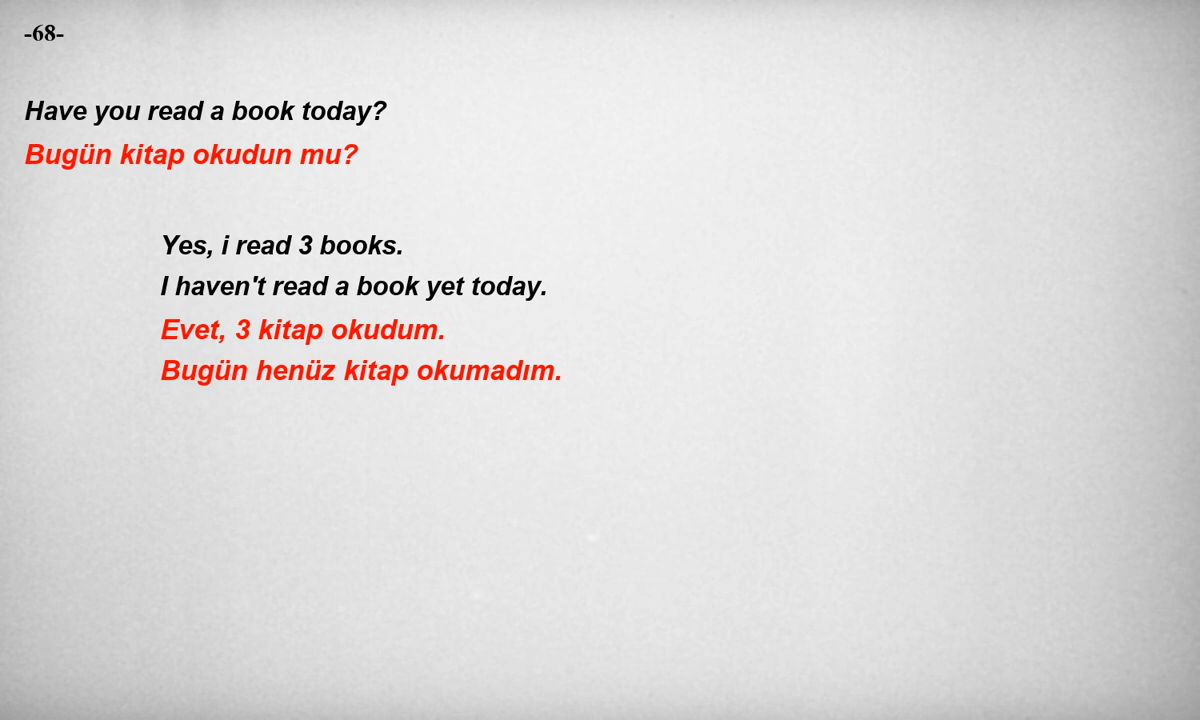 -68-
Have you read a book today?
Bugün kitap okudun mu?
Yes, i read 3 books.
I haven't read a book yet today.
Evet, 3 kitap okudum.
Bugün henüz kitap okumadım.